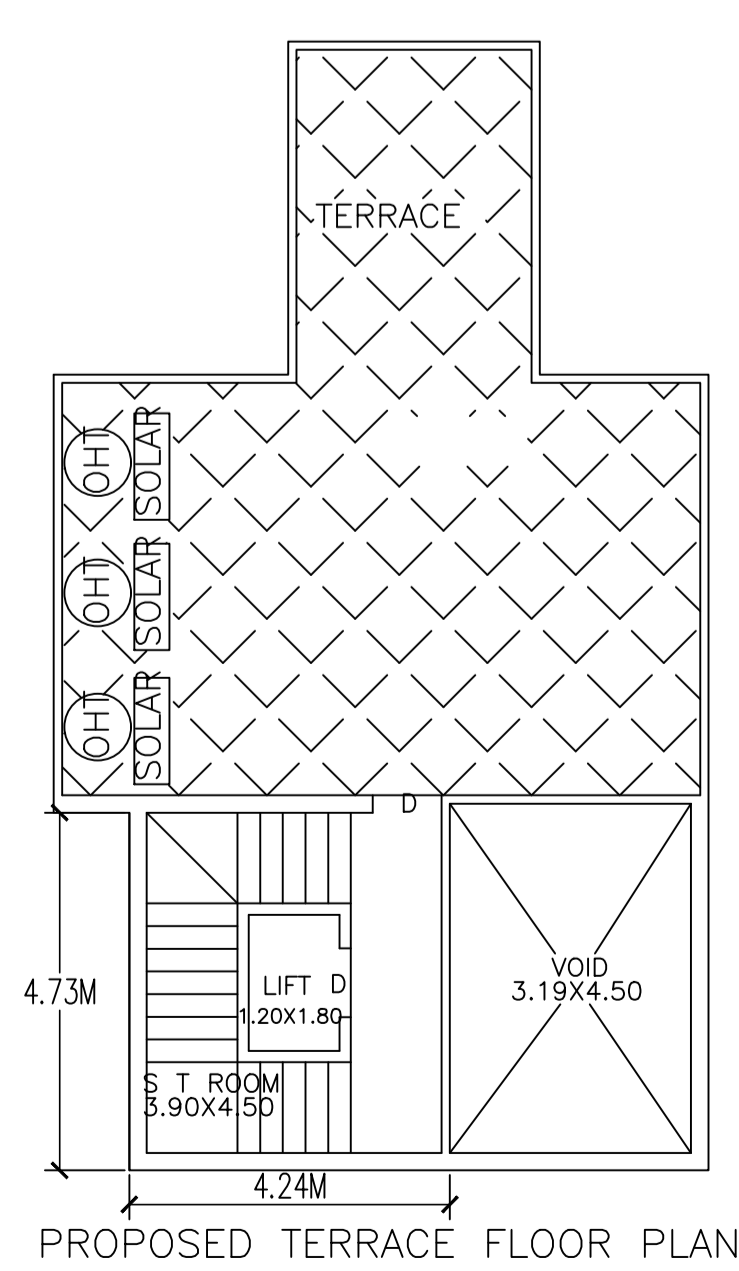 TERRACE
OHT
SOLAR
OHT
SOLAR
OHT
SOLAR
D
4.73M
LIFT D
1.20X1.80
VOID
3.19X4.50
S T ROOM
3.90X4.50
4.24M
PROPOSED TERRACE FLOOR PLAN